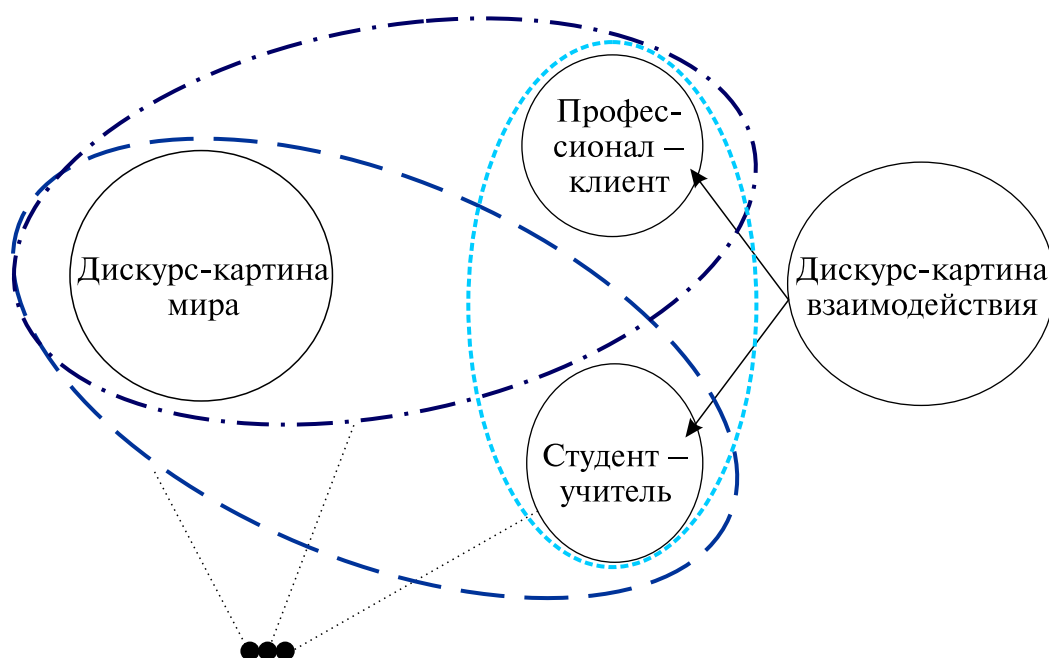 Профес-
сионал –
клиент
Дискурс-картина
мира
Дискурс-картина
взаимодействия
Студент –
учитель